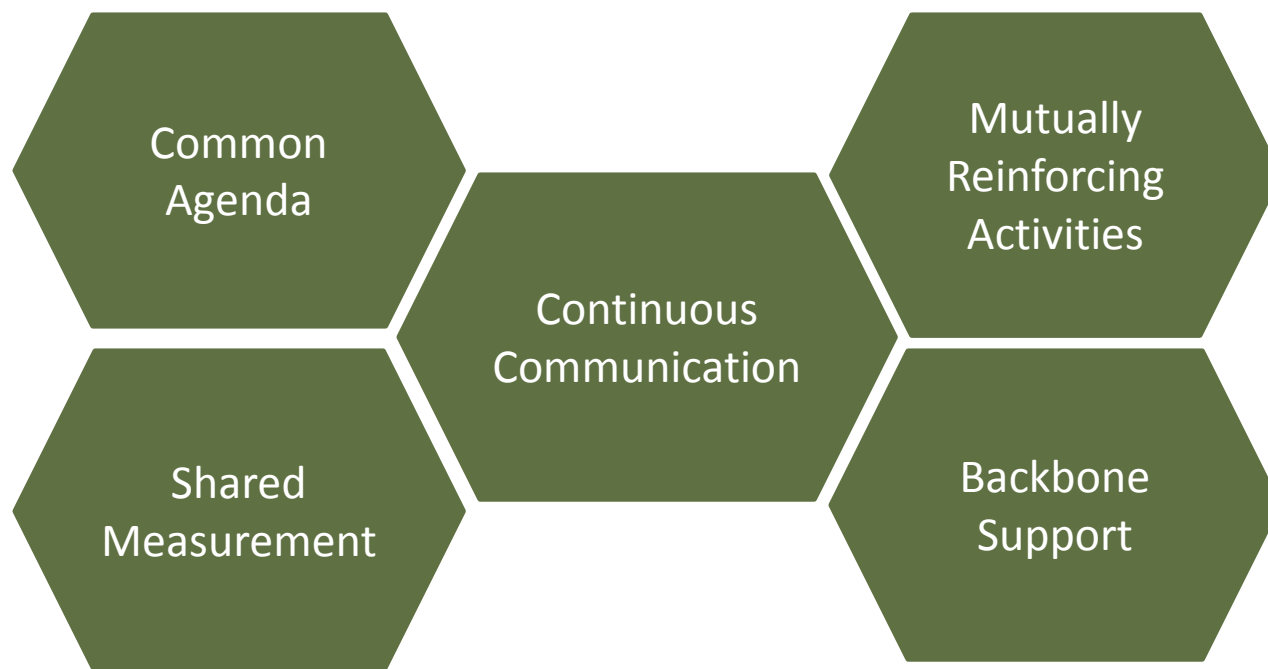 Common
Agenda
Shared
Measurement
Continuous
Communication
Mutually
Reinforcing
Activities
Backbone
Support